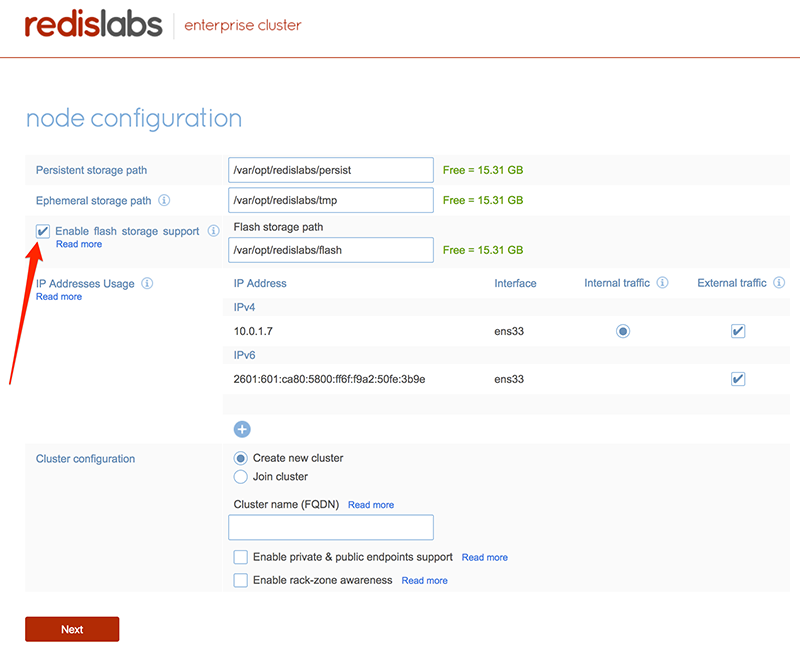 redislabs enterprise cluster
node configuration
Persistent storage path /var/opt/redislabs/persist Free = 15.31 GB
Ephemeral storage path /var/opt/redislabs/tmp Free = 15.31 GB
Enable flash storage support Flash storage path
Read more
/var/opt/redislabs/flash Free = 15.31 GB
IP Addresses Usage IP Address Interface Internal traffic External traffic
Read more
IPv4
10.0.1.7 ens33
IPv6
2601:601:ca80:5800:ff6f:f9a2:50fe:3b9e ens33
Cluster configuration Create new cluster
Join cluster
Cluster name (FQDN) Read more
Enable private & public endpoints support Read more
Enable rack-zone awareness Read more
Next